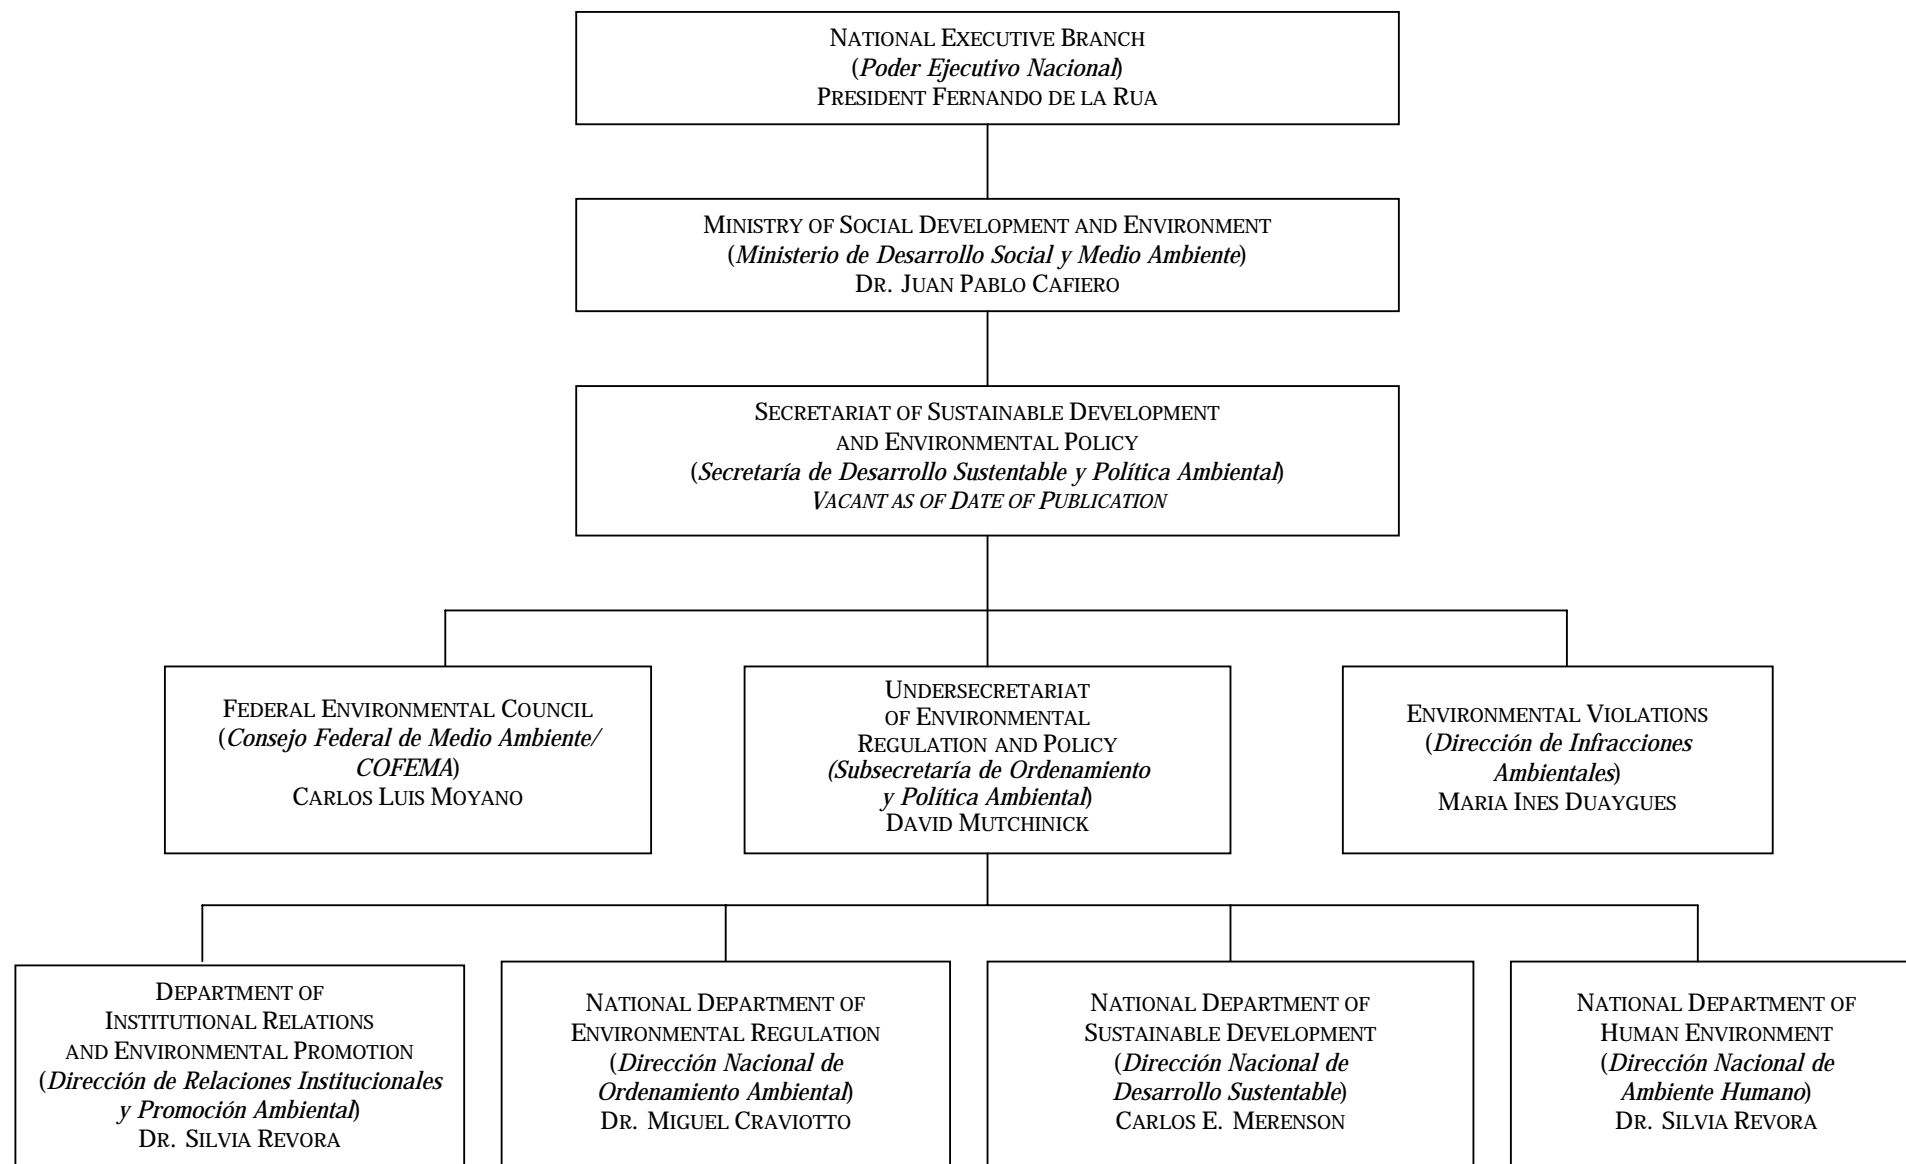 NATIONAL EXECUTIVE BRANCH
(Poder Ejecutivo Nacional)
PRESIDENT FERNANDO DE LA RUA
MINISTRY OF SOCIAL DEVELOPMENT AND ENVIRONMENT
(Ministerio de Desarrollo Social y Medio Ambiente)
DR. JUAN PABLO CAFIERO
SECRETARIAT OF SUSTAINABLE DEVELOPMENT
AND ENVIRONMENTAL POLICY
(Secretaría de Desarrollo Sustentable y Política Ambiental)
VACANT AS OF DATE OF PUBLICATION
FEDERAL ENVIRONMENTAL COUNCIL
(Consejo Federal de Medio Ambiente/
COFEMA)
CARLOS LUIS MOYANO
UNDERSECRETARIAT
OF ENVIRONMENTAL
REGULATION AND POLICY
(Subsecretaría de Ordenamiento
y Política Ambiental)
DAVID MUTCHINICK
ENVIRONMENTAL VIOLATIONS
(Dirección de Infracciones
Ambientales)
MARIA INES DUAYGUES
DEPARTMENT OF
INSTITUTIONAL RELATIONS
AND ENVIRONMENTAL PROMOTION
(Dirección de Relaciones Institucionales
y Promoción Ambiental)
DR. SILVIA REVORA
NATIONAL DEPARTMENT OF
ENVIRONMENTAL REGULATION
(Dirección Nacional de
Ordenamiento Ambiental)
DR. MIGUEL CRAVIOTTO
NATIONAL DEPARTMENT OF
SUSTAINABLE DEVELOPMENT
(Dirección Nacional de
Desarrollo Sustentable)
CARLOS E. MERENSON
NATIONAL DEPARTMENT OF
HUMAN ENVIRONMENT
(Dirección Nacional de
Ambiente Humano)
DR. SILVIA REVORA